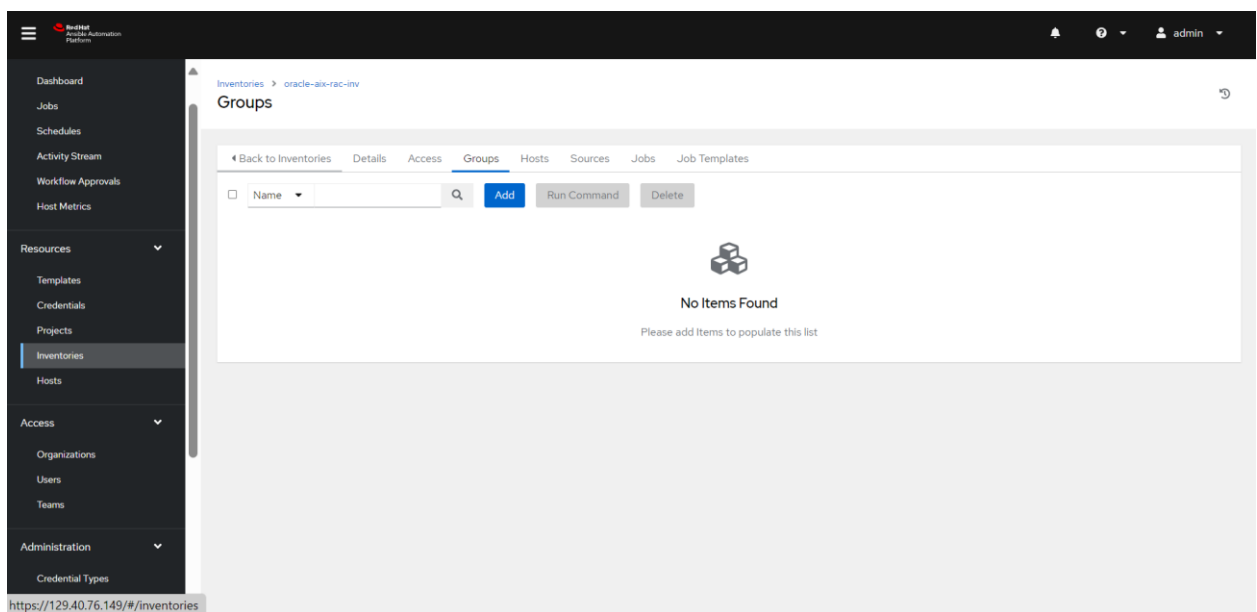 Red Hat
Ansible Automation
Platform
admin
Dashboard
Jobs
Schedules
Activity Stream
Workflow Approvals
Host Metrics
Resources
Templates
Credentials
Projects
Inventories
Hosts
Access
Organizations
Users
Teams
Administration
Credential Types
https://129.40.76.149/#/inventories
Inventories > oracle-aix-rac-inv
Groups
Back to Inventories Details Access Groups Hosts Sources Jobs Job Templates
Name Add Run Command Delete
No Items Found
Please add Items to populate this list